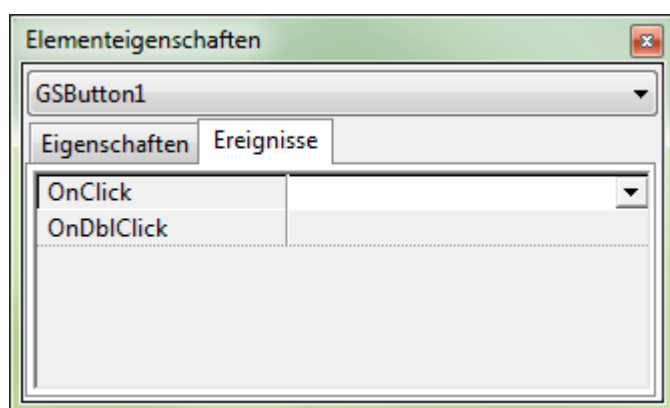 Elementeigenschaften
GSButton1
Eigenschaften Ereignisse
OnClick
OnDblClick